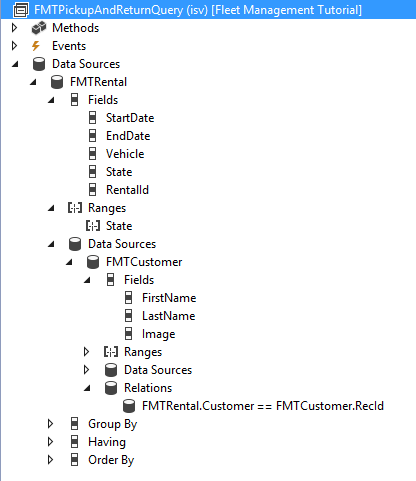 FMTPickupAndReturnQuery (isv) [Fleet Management Tutorial]
Methods
Events
Data Sources
FMTRental
Fields
StartDate
EndDate
Vehicle
State
RentalId
Ranges
State
Data Sources
FMTCustomer
Fields
FirstName
LastName
Image
Ranges
Data Sources
Relations
FMTRental.Customer == FMTCustomer.RecId
Group By
Having
Order By